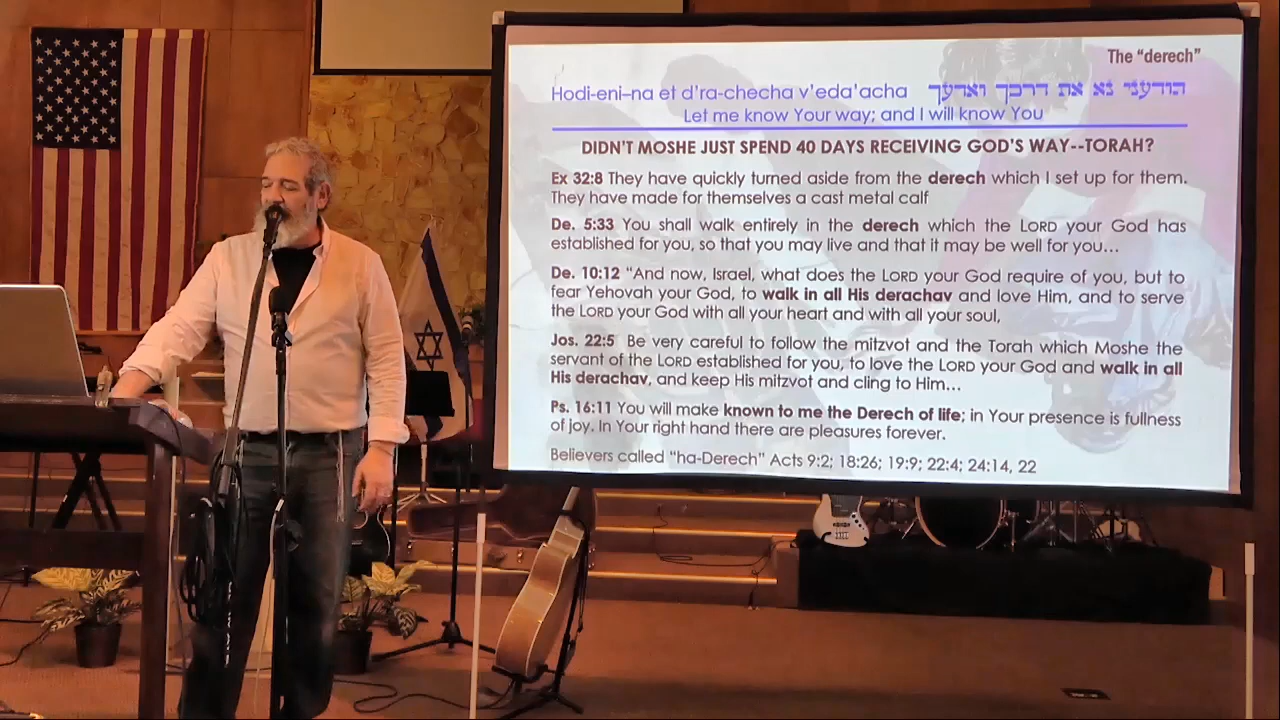 The “derech”
Hodi-eni–na et d’ra-checha v’eda’acha הודעני נא את דרכך ואדעך
Let me know Your way; and I will know You
DIDN’T MOSHE JUST SPEND 40 DAYS RECEIVING GOD’S WAY--TORAH?
Ex 32:8 They have quickly turned aside from the derech which I set up for them.
They have made for themselves a cast metal calf
De. 5:33 You shall walk entirely in the derech which the LORD your God has
established for you, so that you may live and that it may be well for you…
De. 10:12 “And now, Israel, what does the LORD your God require of you, but to
fear Yehovah your God, to walk in all His derachav and love Him, and to serve
the LORD your God with all your heart and with all your soul,
Jos. 22:5 Be very careful to follow the mitzvot and the Torah which Moshe the
servant of the LORD established for you, to love the LORD your God and walk in all
His derachav, and keep His mitzvot and cling to Him…
Ps. 16:11 You will make known to me the Derech of life; in Your presence is fullness
of joy. In Your right hand there are pleasures forever.
Believers called “ha-Derech” Acts 9:2; 18:26; 19:9; 22:4; 24:14, 22